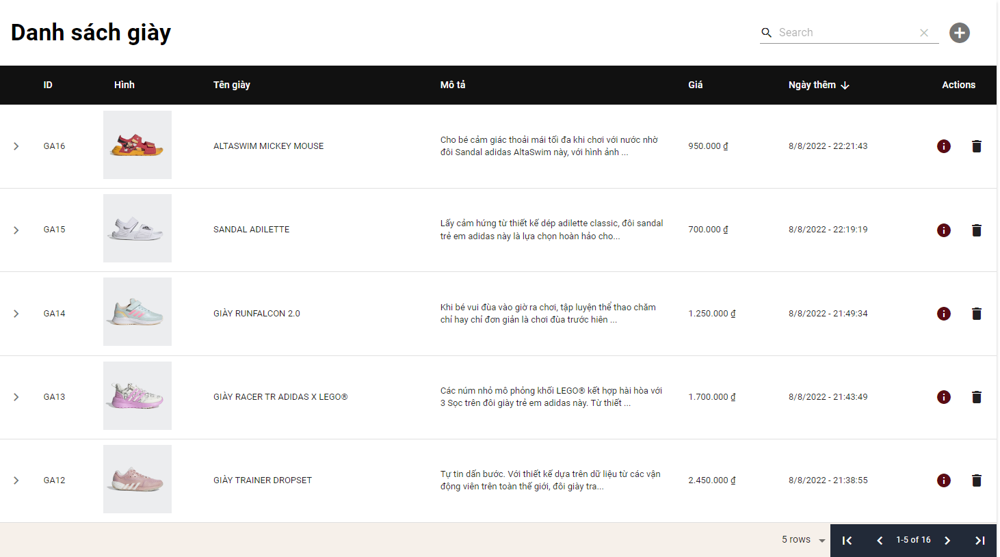 Danh sách giày
Search
ID Hình Tên giày Mô tả Giá Ngày thêm Actions
GA16 ALTASWIM MICKEY MOUSE Cho bé cảm giác thoải mái tối đa khi chơi với nước nhờ
đôi Sandal adidas AltaSwim này, với hình ảnh ... 950.000 ₫ 8/8/2022 - 22:21:43
GA15 SANDAL ADILETTE Lấy cảm hứng từ thiết kế dép adilette classic, đôi sandal
trẻ em adidas này là lựa chọn hoàn hảo cho... 700.000 ₫ 8/8/2022 - 22:19:19
GA14 GIÀY RUNFALCON 2.0 Khi bé vui đùa vào giờ ra chơi, tập luyện thể thao chăm
chỉ hay chỉ đơn giản là chơi đùa trước hiên ... 1.250.000 ₫ 8/8/2022 - 21:49:34
GA13 GIÀY RACER TR ADIDAS X LEGO® Các núm nhỏ mô phỏng khối LEGO® kết hợp hài hòa với
3 Sọc trên đôi giày trẻ em adidas này. Từ thiết ... 1.700.000 ₫ 8/8/2022 - 21:43:49
GA12 GIÀY TRAINER DROPSET Tự tin dấn bước. Với thiết kế dựa trên dữ liệu từ các vận
động viên trên toàn thế giới, đôi giày tra... 2.450.000 ₫ 8/8/2022 - 21:38:55
5 rows 1-5 of 16